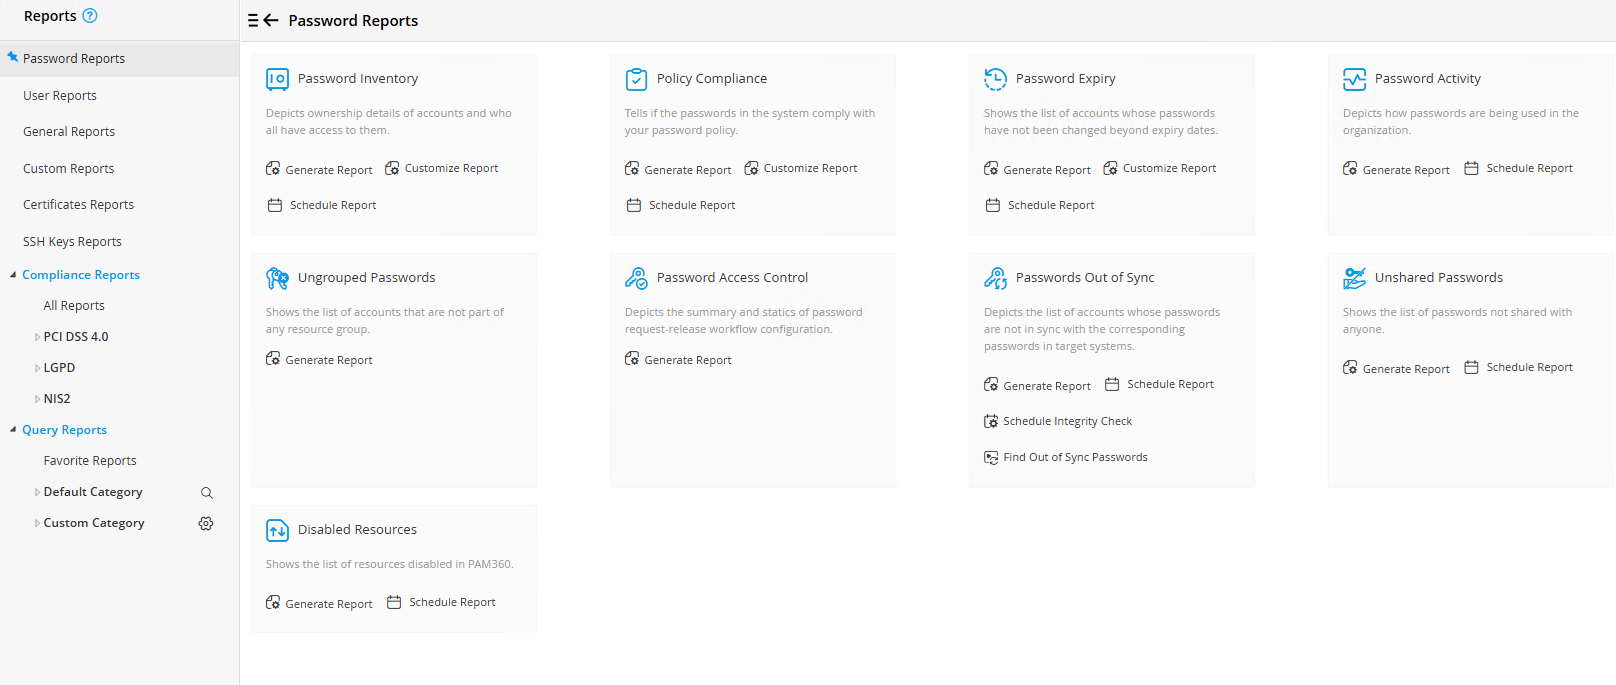 Reports ?
Password Reports
User Reports
General Reports
Custom Reports
Certificates Reports
SSH Keys Reports
Compliance Reports
All Reports
PCI DSS 4.0
LGPD
NIS2
Query Reports
Favorite Reports
Default Category
Custom Category
Password Reports
Password Inventory
Depicts ownership details of accounts and who
all have access to them.
Generate Report Customize Report
Schedule Report
Policy Compliance
Tells if the passwords in the system comply with
your password policy.
Generate Report Customize Report
Schedule Report
Password Expiry
Shows the list of accounts whose passwords
have not been changed beyond expiry dates.
Generate Report Customize Report
Schedule Report
Password Activity
Depicts how passwords are being used in the
organization.
Generate Report Schedule Report
Ungrouped Passwords
Shows the list of accounts that are not part of
any resource group.
Generate Report
Password Access Control
Depicts the summary and statics of password
request-release workflow configuration.
Generate Report
Passwords Out of Sync
Depicts the list of accounts whose passwords
are not in sync with the corresponding
passwords in target systems.
Generate Report Schedule Report
Schedule Integrity Check
Find Out of Sync Passwords
Unshared Passwords
Shows the list of passwords not shared with
anyone.
Generate Report Schedule Report
Disabled Resources
Shows the list of resources disabled in PAM360.
Generate Report Schedule Report